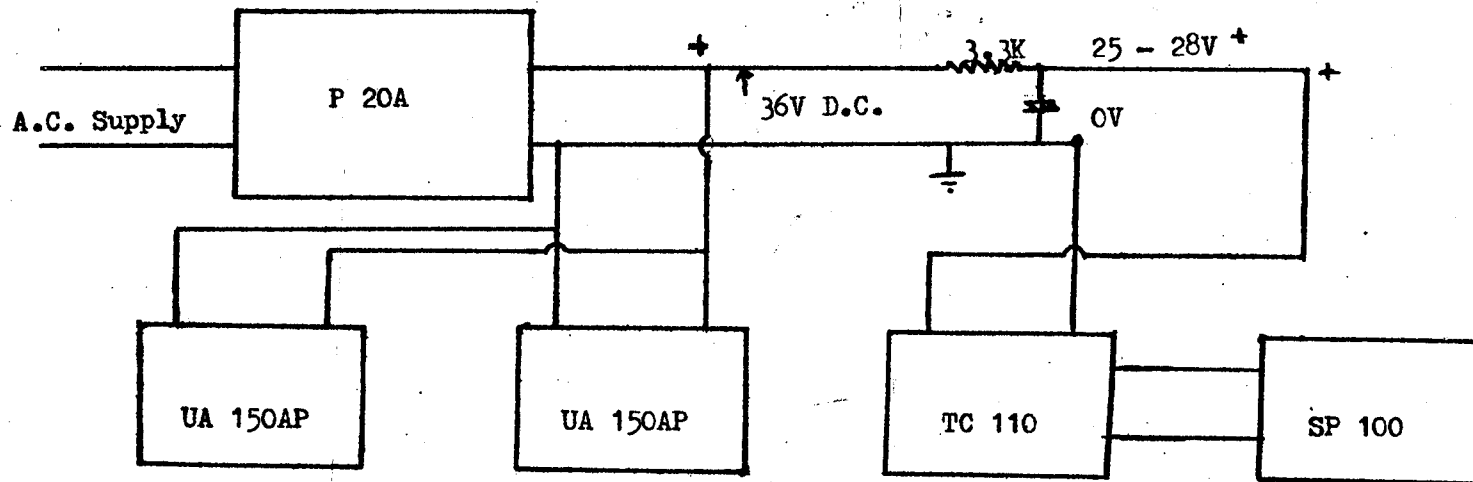 3.3K
25 - 28V +
+
+
P 20A
A.C. Supply
36V D.C.
0V
UA 150AP
UA 150AP
TC 110
SP 100